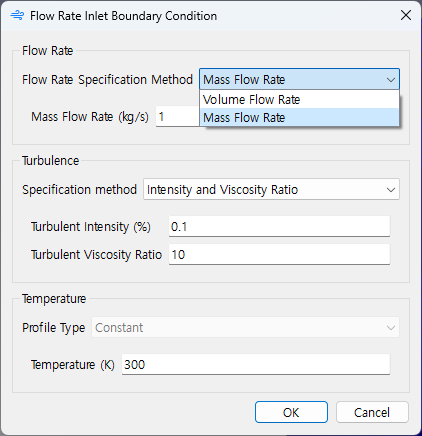 Flow Rate Inlet Boundary Condition
Flow Rate
Flow Rate Specification Method Mass Flow Rate
Volume Flow Rate
Mass Flow Rate (kg/s) 1 Mass Flow Rate
Turbulence
Specification method Intensity and Viscosity Ratio
Turbulent Intensity (%) 0.1
Turbulent Viscosity Ratio 10
Temperature
Profile Type Constant
Temperature (K) 300
OK Cancel